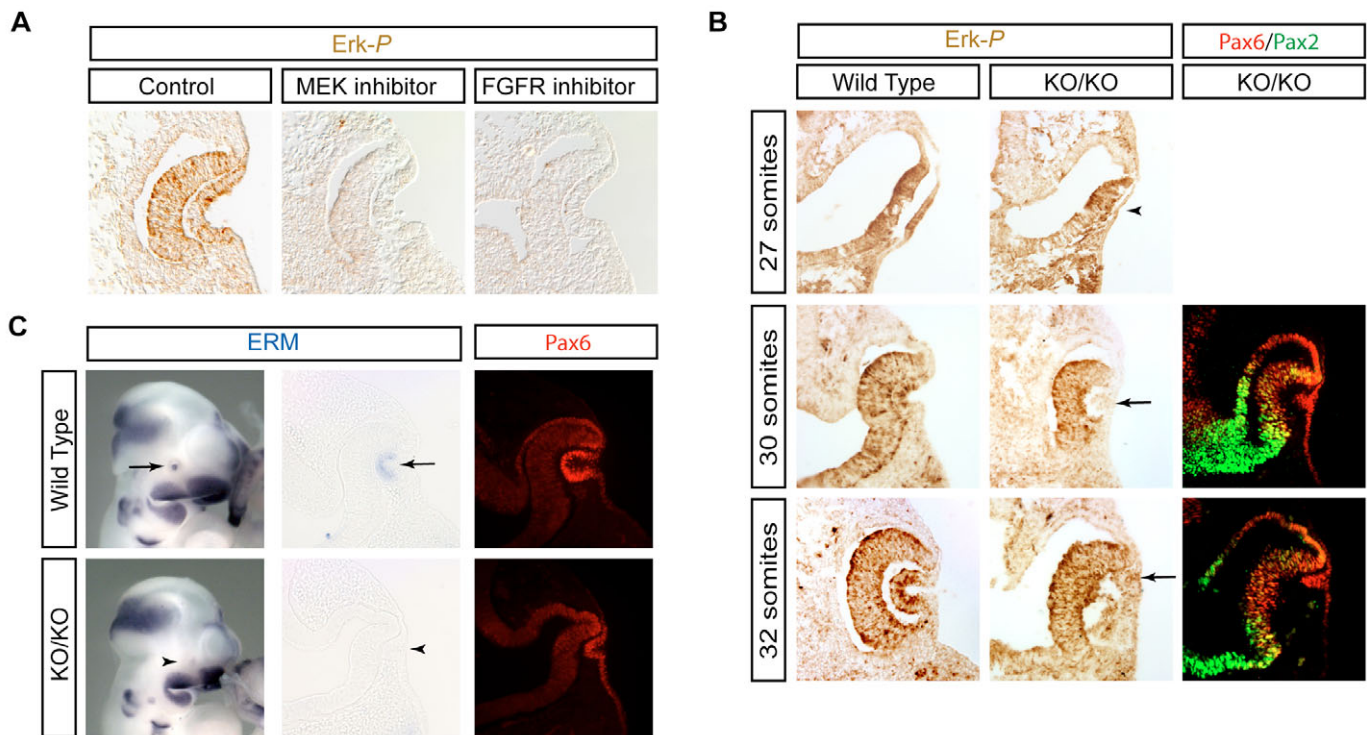 A
Erk-P
Control
MEK inhibitor
FGFR inhibitor
B
Erk-P
Pax6/Pax2
Wild Type
KO/KO
KO/KO
27 somites
30 somites
32 somites
C
ERM
Pax6
Wild Type
KO/KO